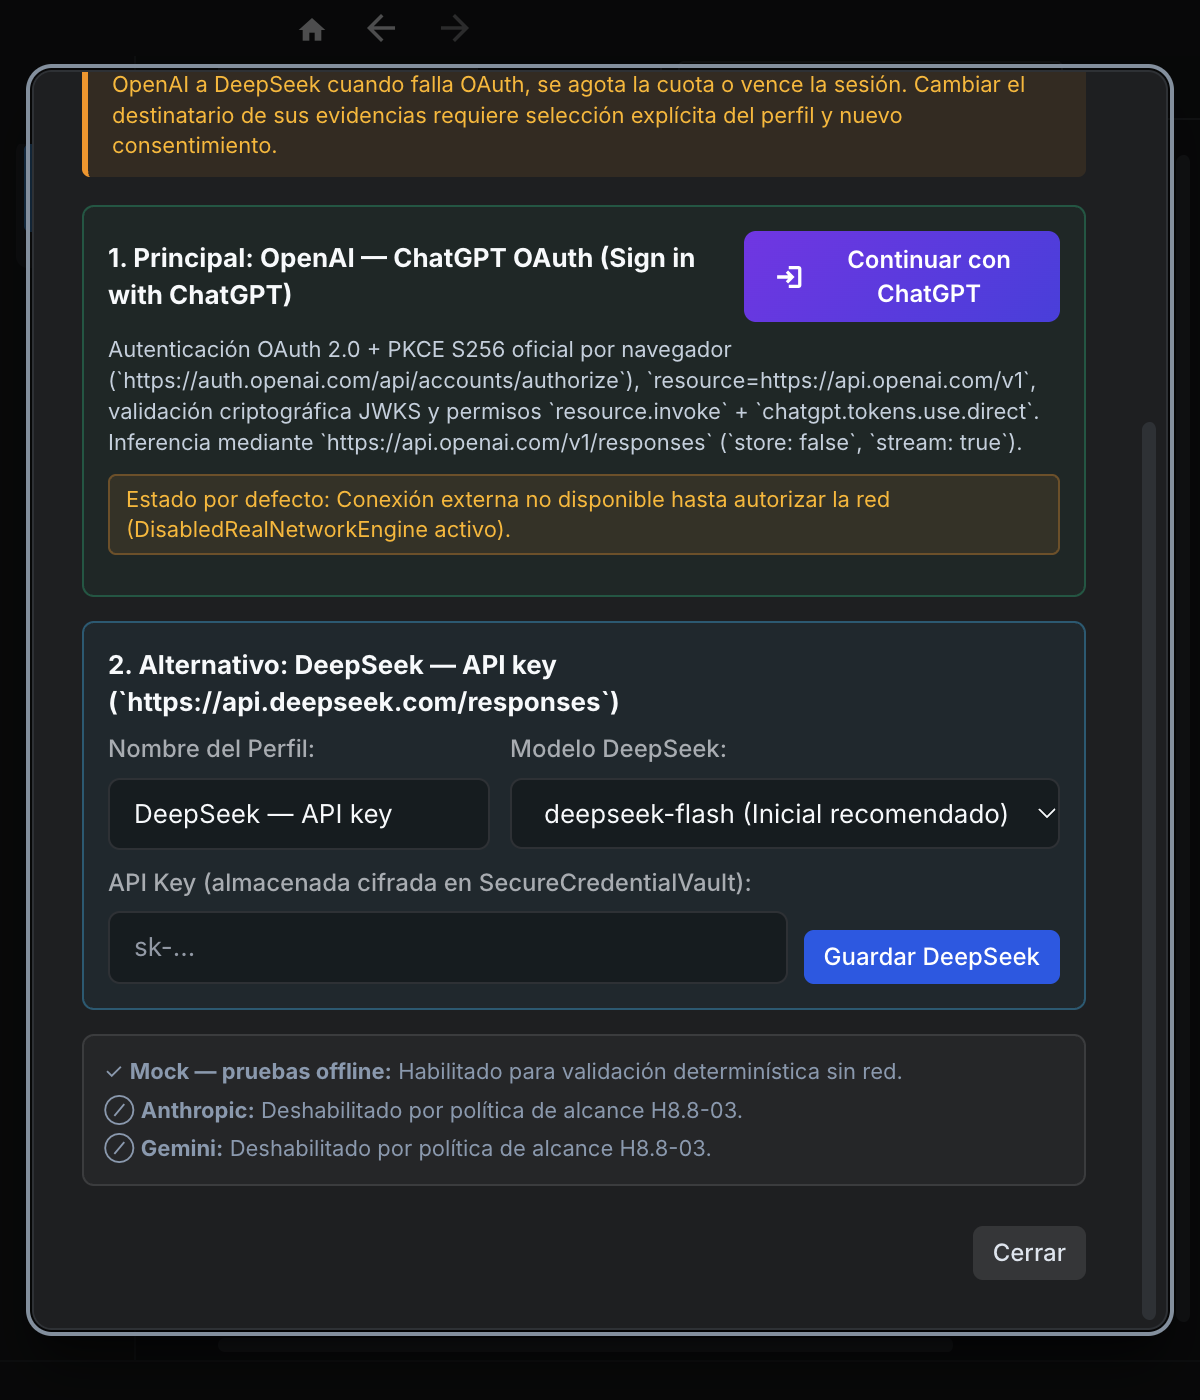 OpenAI a DeepSeek cuando falla OAuth, se agota la cuota o vence la sesión. Cambiar el
destinatario de sus evidencias requiere selección explícita del perfil y nuevo
consentimiento.
1. Principal: OpenAI — ChatGPT OAuth (Sign in
with ChatGPT)
Continuar con
ChatGPT
Autenticación OAuth 2.0 + PKCE S256 oficial por navegador
(`https://auth.openai.com/api/accounts/authorize`), `resource=https://api.openai.com/v1`,
validación criptográfica JWKS y permisos `resource.invoke` + `chatgpt.tokens.use.direct`.
Inferencia mediante `https://api.openai.com/v1/responses` (`store: false`, `stream: true`).
Estado por defecto: Conexión externa no disponible hasta autorizar la red
(DisabledRealNetworkEngine activo).
2. Alternativo: DeepSeek — API key
(`https://api.deepseek.com/responses`)
Nombre del Perfil:
Modelo DeepSeek:
DeepSeek — API key
deepseek-flash (Inicial recomendado)
API Key (almacenada cifrada en SecureCredentialVault):
sk-...
Guardar DeepSeek
✓ Mock — pruebas offline: Habilitado para validación determinística sin red.
Anthropic: Deshabilitado por política de alcance H8.8-03.
Gemini: Deshabilitado por política de alcance H8.8-03.
Cerrar